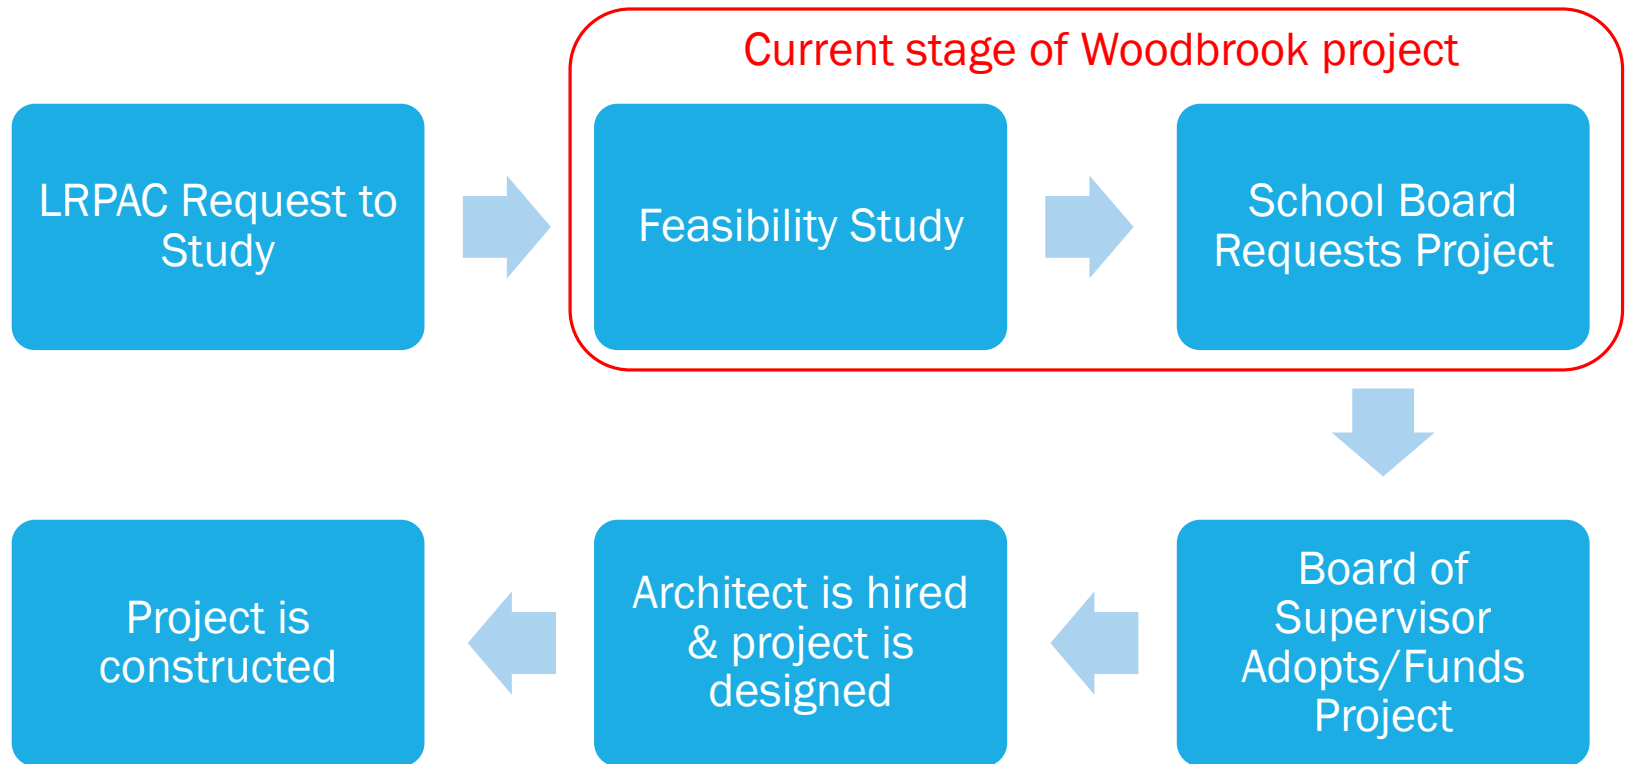 Current stage of Woodbrook project
LRPAC Request to
Study
Feasibility Study
School Board
Requests Project
Board of
Supervisor
Adopts/Funds
Project
Architect is hired
& project is
designed
Project is
constructed